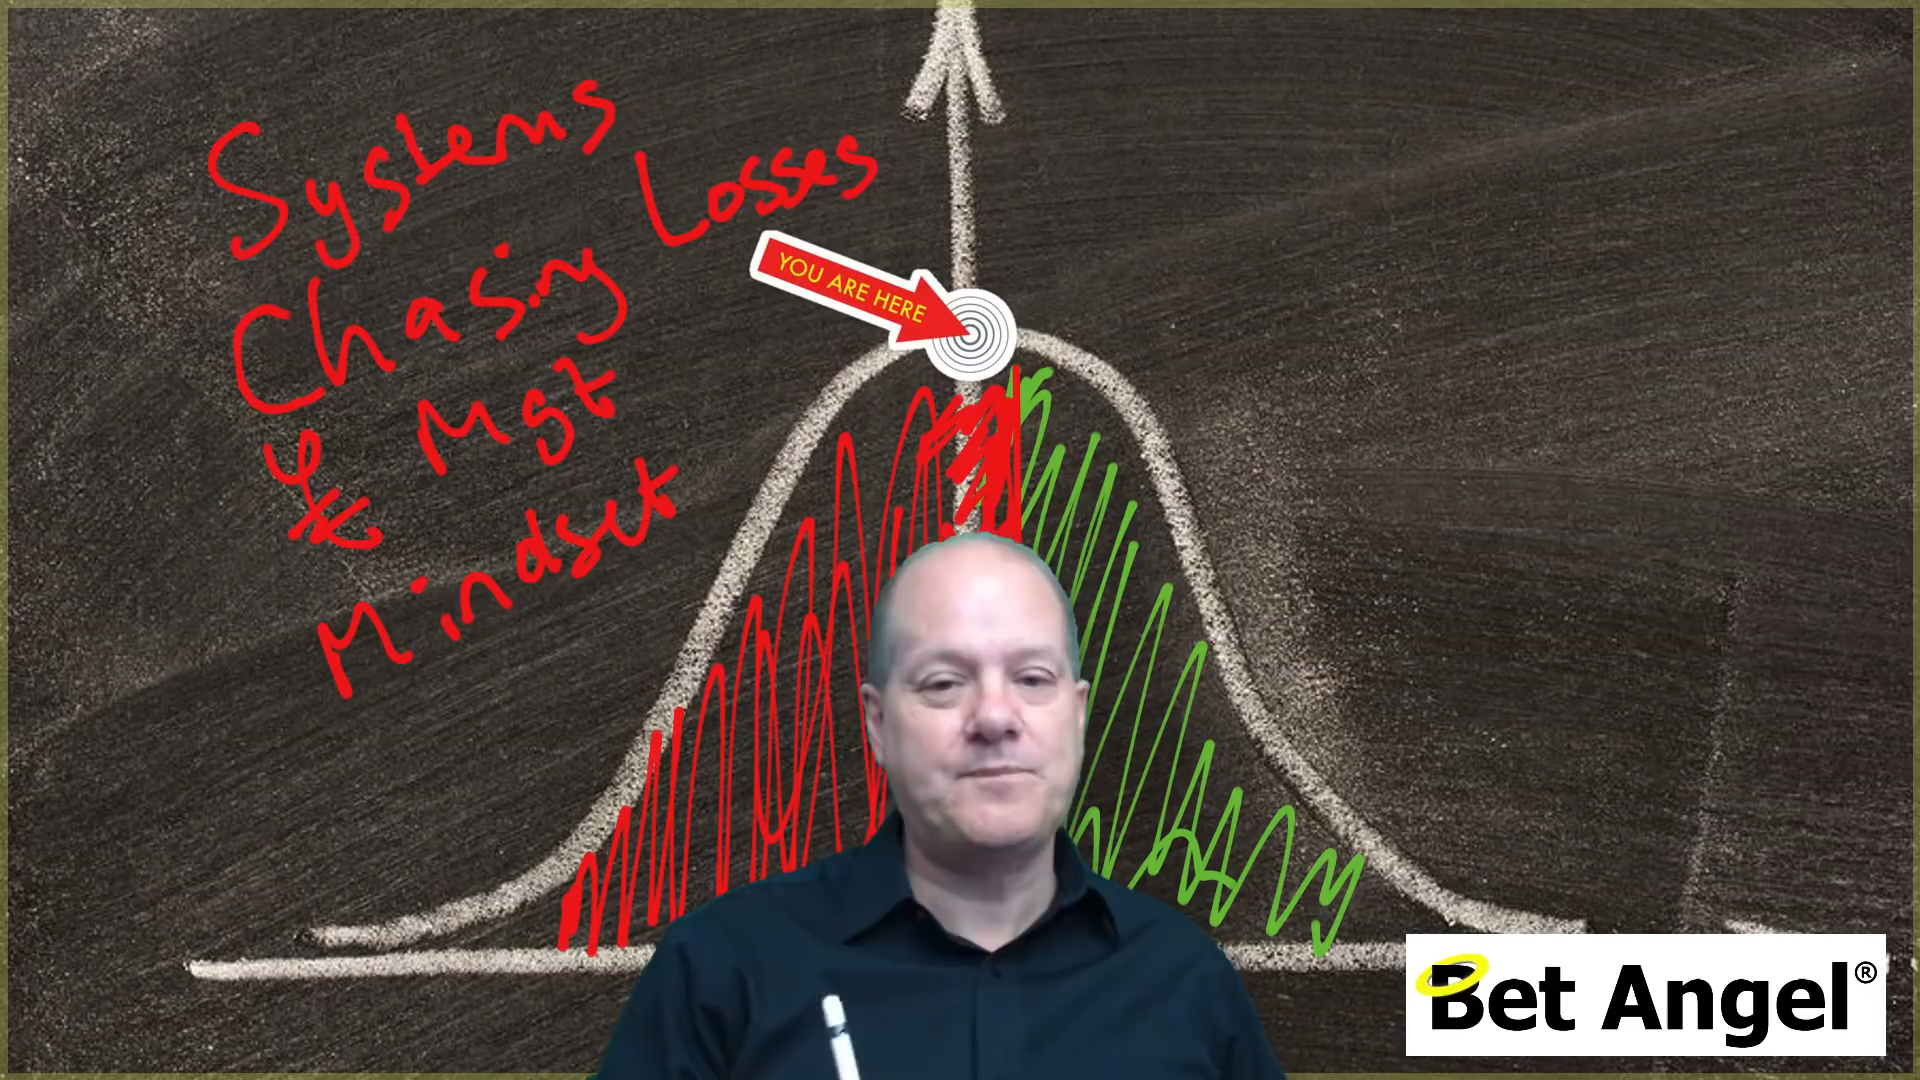 Systems
Chasing Losses
£ Mgt
Mindset
YOU ARE HERE
Bet Angel®